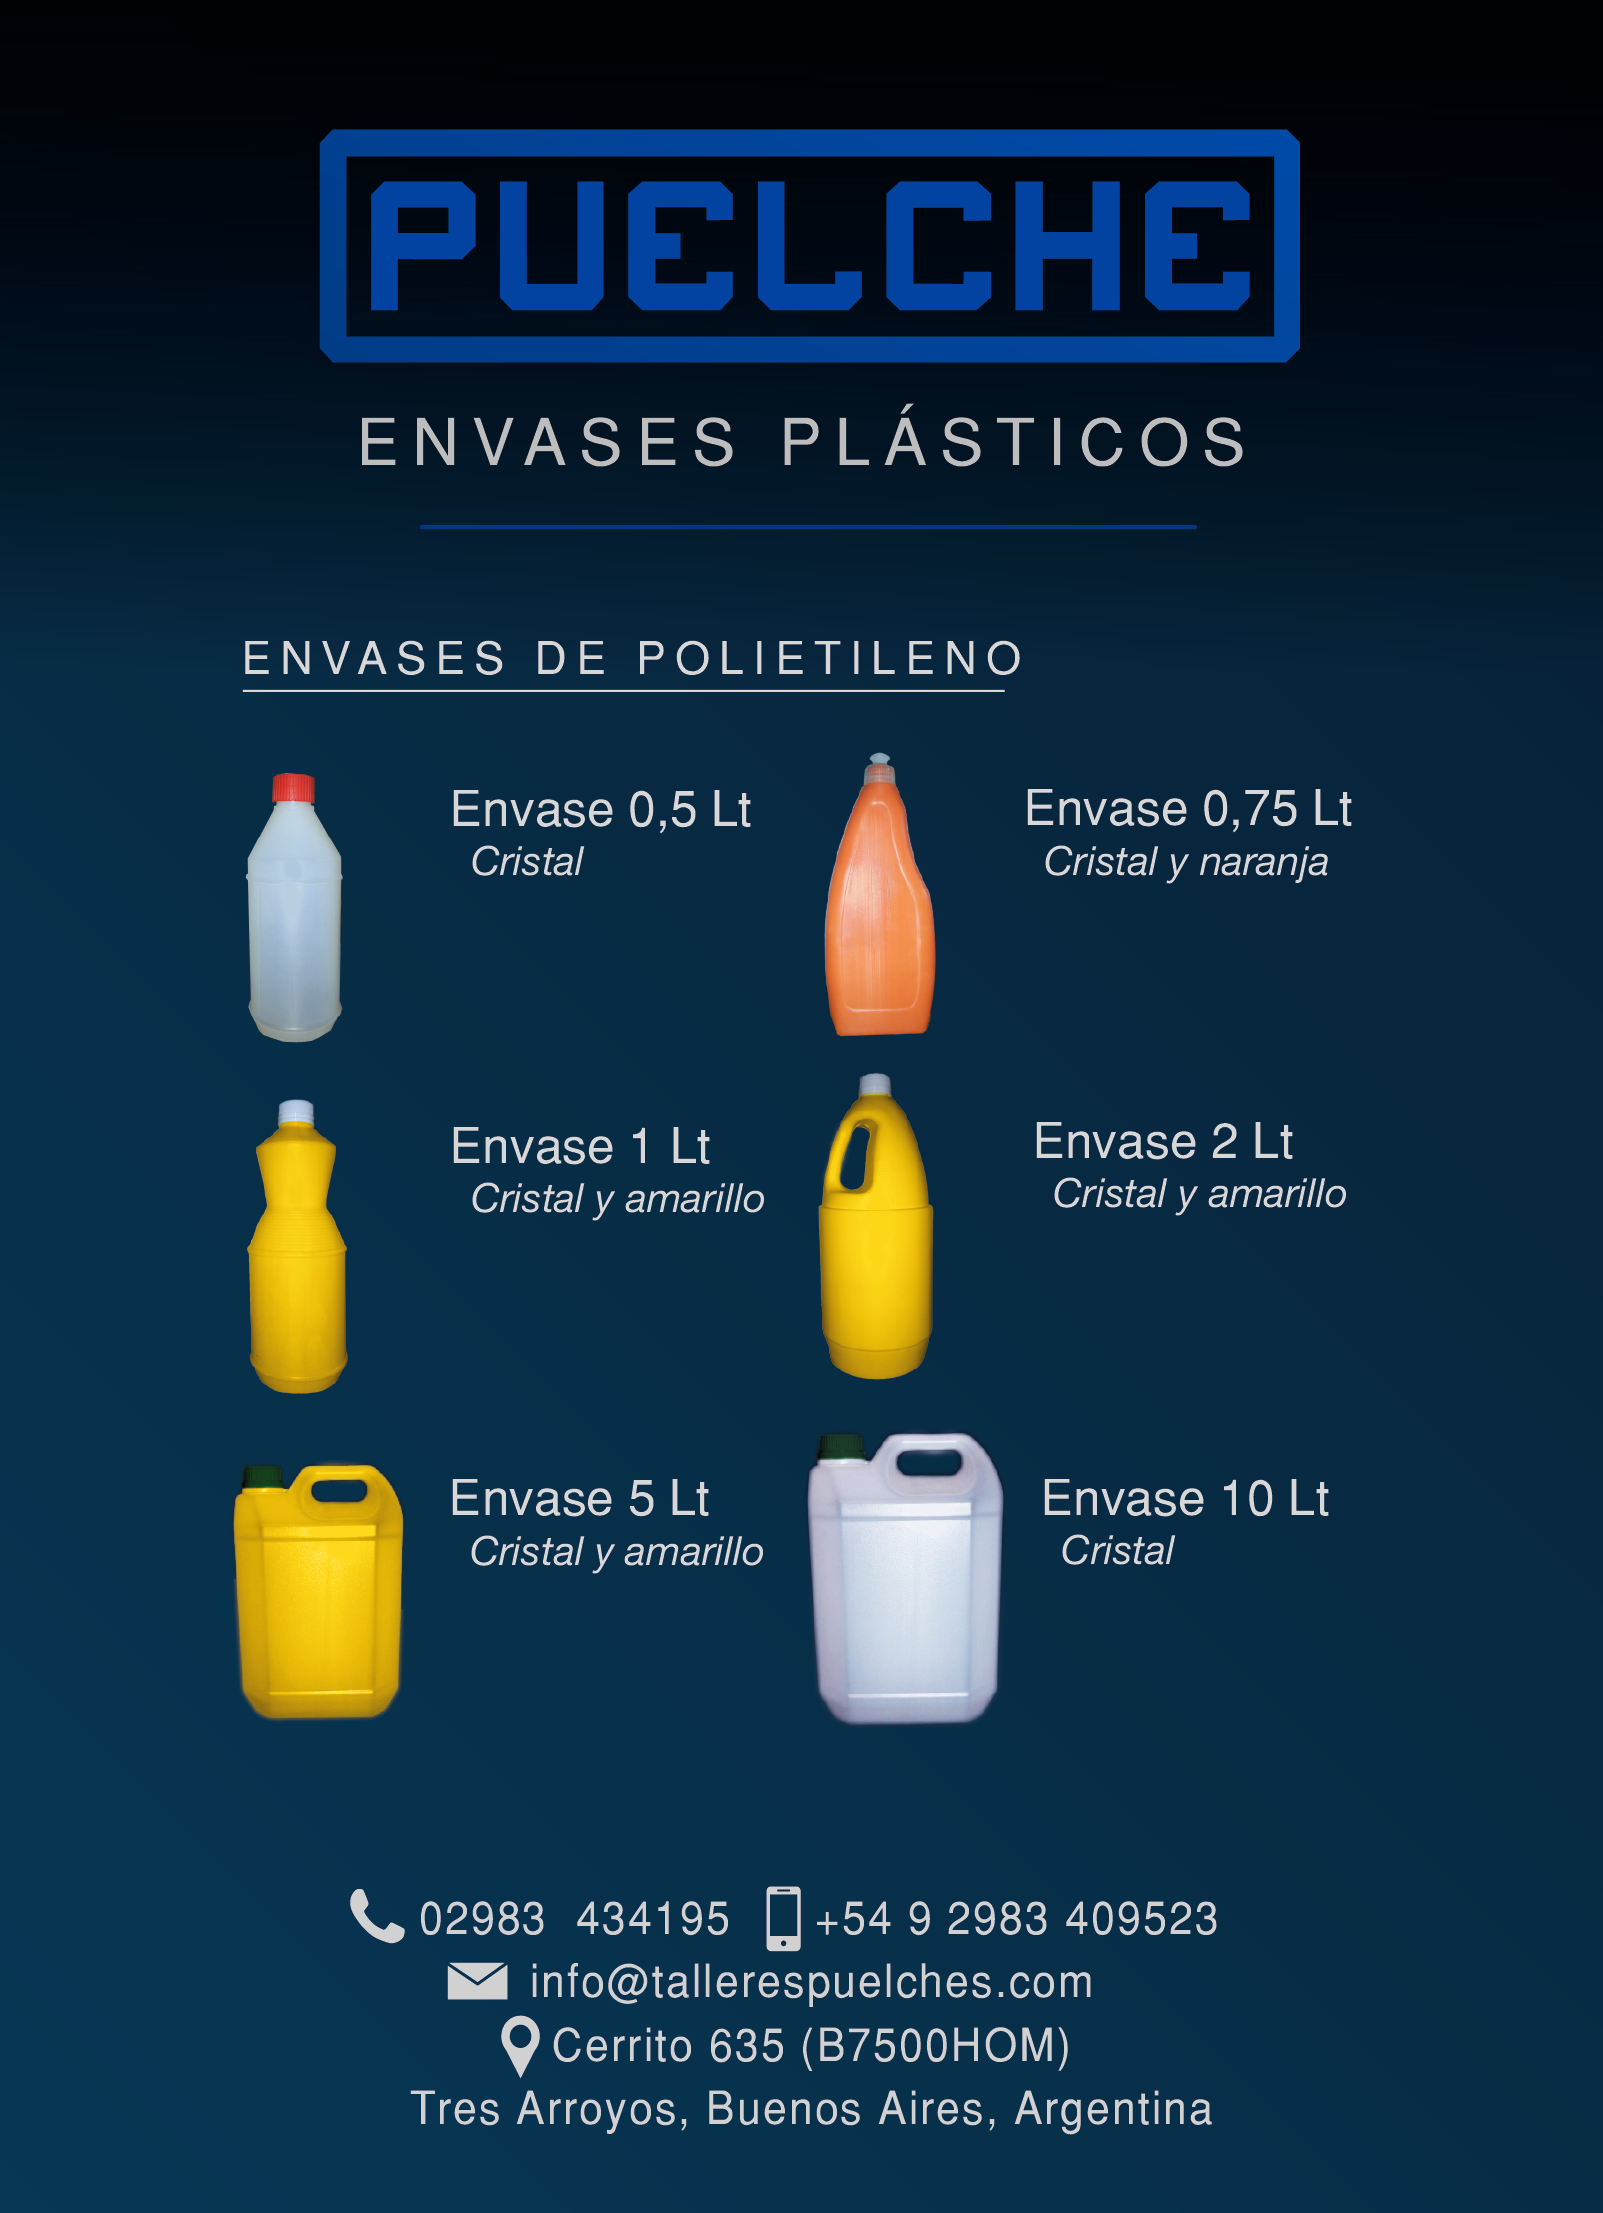 PUELCHE
ENVASES PLÁSTICOS
ENVASES DE POLIETILENO
Envase 0,5 Lt
Cristal
Envase 0,75 Lt
Cristal y naranja
Envase 1 Lt
Cristal y amarillo
Envase 2 Lt
Cristal y amarillo
Envase 5 Lt
Cristal y amarillo
Envase 10 Lt
Cristal
02983 434195 +54 9 2983 409523
info@tallerespuelches.com
Cerrito 635 (B7500HOM)
Tres Arroyos, Buenos Aires, Argentina